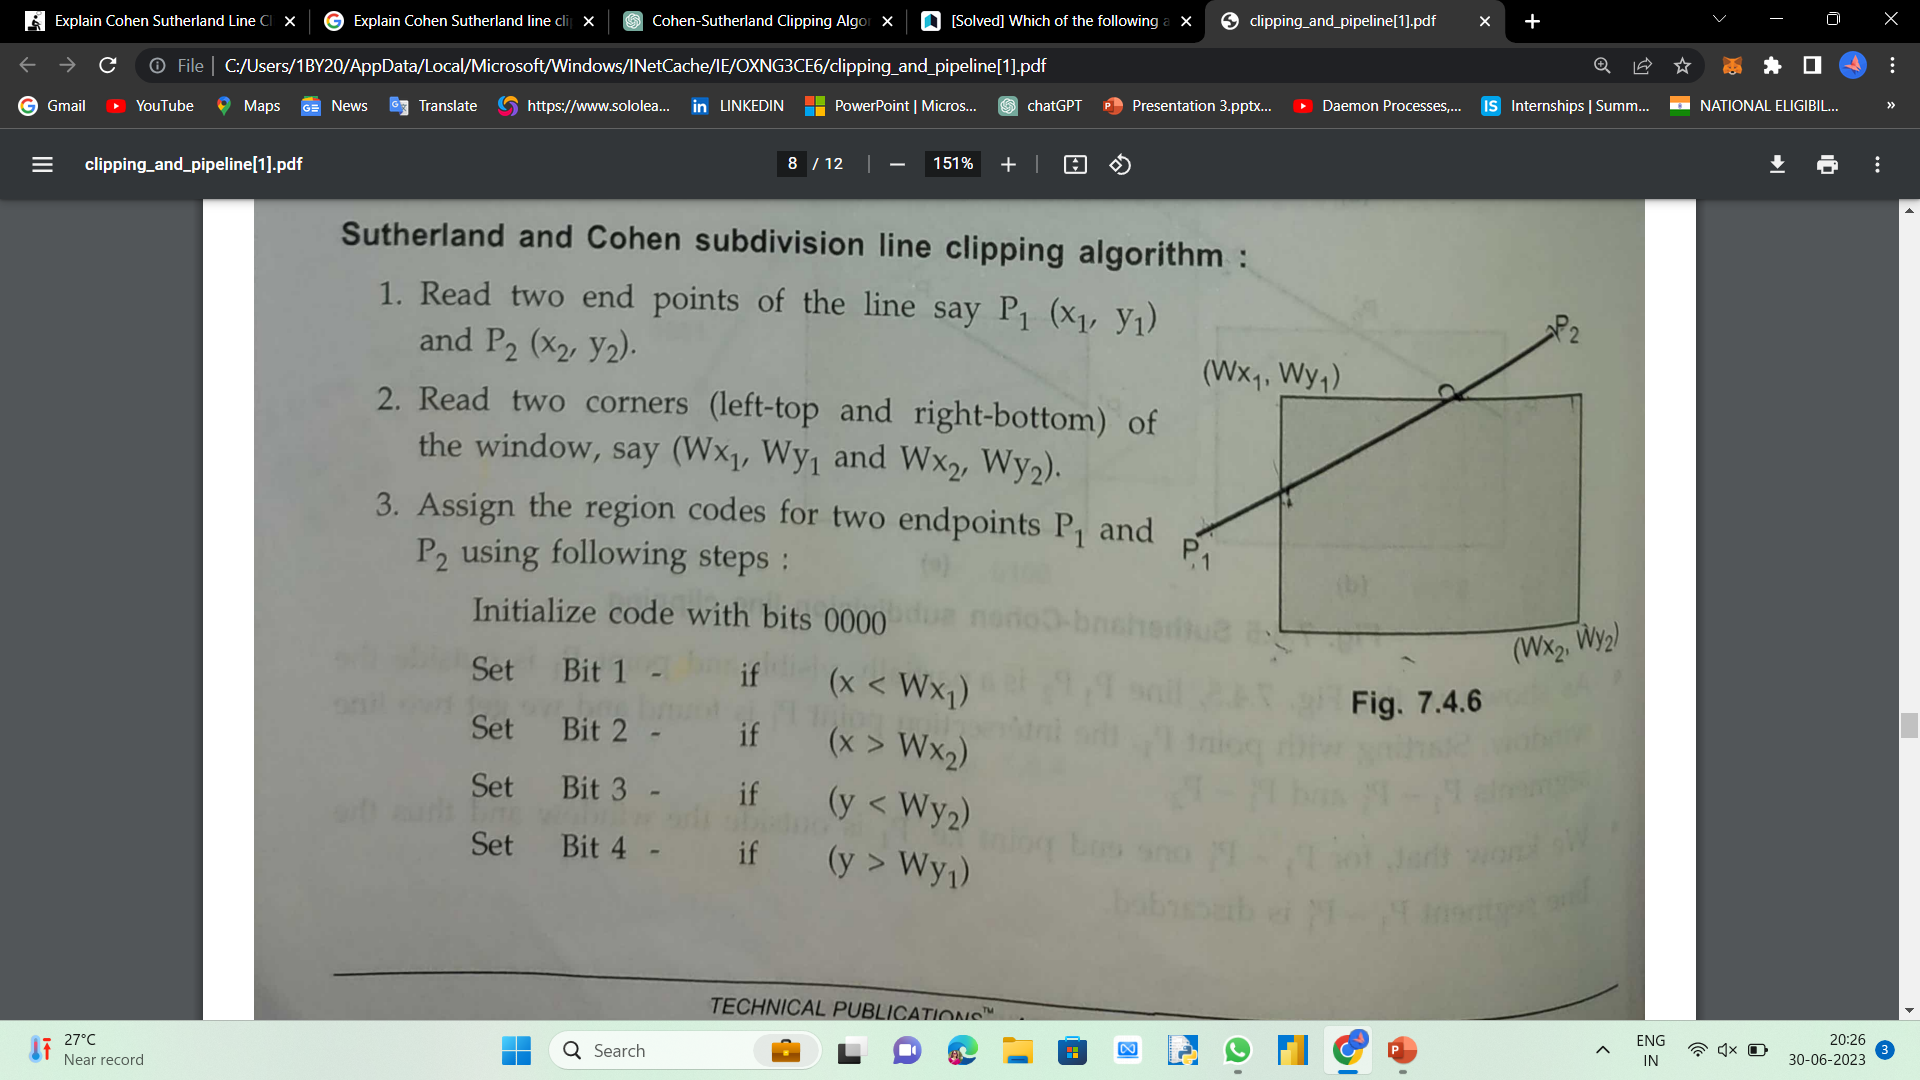 Explain Cohen Sutherland Line Cl
Explain Cohen Sutherland line cli
Cohen-Sutherland Clipping Algo
[Solved] Which of the following a
clipping_and_pipeline[1].pdf
File
C:/Users/1BY20/AppData/Local/Microsoft/Windows/INetCache/IE/OXNG3CE6/clipping_and_pipeline[1].pdf
Gmail
YouTube
Maps
News
Translate
https://www.sololea...
LINKEDIN
PowerPoint | Micros...
chatGPT
Presentation 3.pptx...
Daemon Processes,...
Internships | Summ...
NATIONAL ELIGIBIL...
»
clipping_and_pipeline[1].pdf
8 / 12
151%
Sutherland and Cohen subdivision line clipping algorithm :
1. Read two end points of the line say P₁ (x₁, y₁)
and P₂ (x₂, y₂).
2. Read two corners (left-top and right-bottom) of
the window, say (Wx₁, Wy₁ and Wx₂, Wy₂).
3. Assign the region codes for two endpoints P₁ and
P₂ using following steps :
Initialize code with bits 0000
Set Bit 1 - if (x < Wx₁)
Set Bit 2 - if (x > Wx₂)
Set Bit 3 - if (y < Wy₂)
Set Bit 4 - if (y > Wy₁)
P₂
(Wx₁, Wy₁)
P₁
(Wx₂, Wy₂)
Fig. 7.4.6
TECHNICAL PUBLICATIONS™
27°C
Near record
Search
ENG
IN
20:26
30-06-2023
3